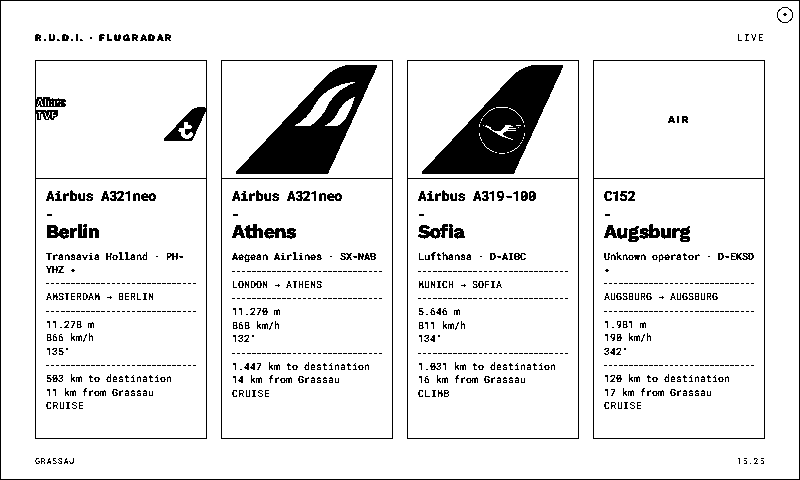 R.U.D.I. · FLUGRADAR
LIVE
TVF
t
Airbus A321neo
-
Berlin
Transavia Holland · PH-
YHZ ✦
AMSTERDAM → BERLIN
11.278 m
866 km/h
135°
503 km to destination
11 km from Grassau
CRUISE
Airbus A321neo
-
Athens
Aegean Airlines · SX-NAB
LONDON → ATHENS
11.270 m
868 km/h
132°
1.447 km to destination
14 km from Grassau
CRUISE
Airbus A319-100
-
Sofia
Lufthansa · D-AIBC
MUNICH → SOFIA
5.646 m
811 km/h
134°
1.031 km to destination
16 km from Grassau
CLIMB
AIR
C152
-
Augsburg
Unknown operator · D-EKSD
✦
AUGSBURG → AUGSBURG
1.981 m
190 km/h
342°
120 km to destination
17 km from Grassau
CRUISE
GRASSAU
15.25